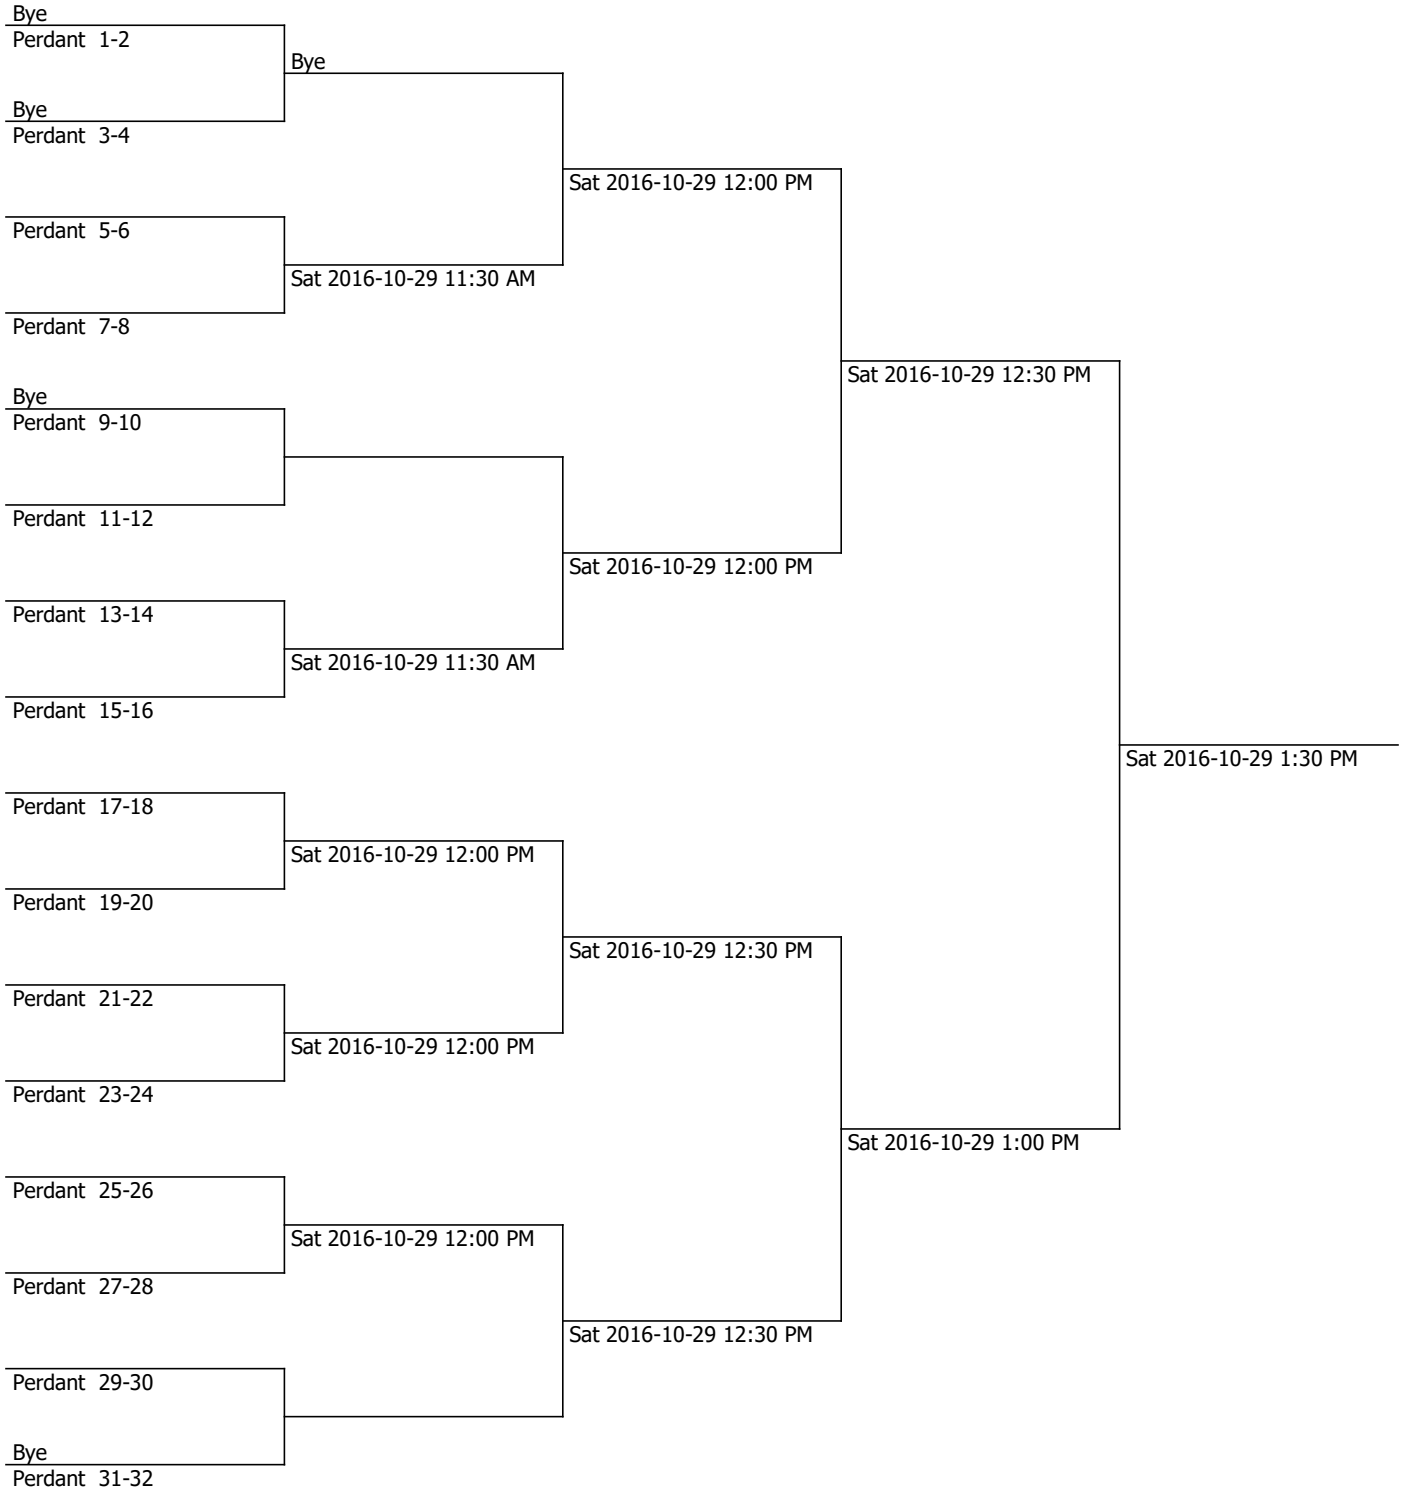 Bye
Perdant 1-2
Bye
Bye
Perdant 3-4
Sat 2016-10-29 12:00 PM
Perdant 5-6
Sat 2016-10-29 11:30 AM
Perdant 7-8
Sat 2016-10-29 12:30 PM
Bye
Perdant 9-10
Perdant 11-12
Sat 2016-10-29 12:00 PM
Perdant 13-14
Sat 2016-10-29 11:30 AM
Perdant 15-16
Sat 2016-10-29 1:30 PM
Perdant 17-18
Sat 2016-10-29 12:00 PM
Perdant 19-20
Sat 2016-10-29 12:30 PM
Perdant 21-22
Sat 2016-10-29 12:00 PM
Perdant 23-24
Sat 2016-10-29 1:00 PM
Perdant 25-26
Sat 2016-10-29 12:00 PM
Perdant 27-28
Sat 2016-10-29 12:30 PM
Perdant 29-30
Bye
Perdant 31-32